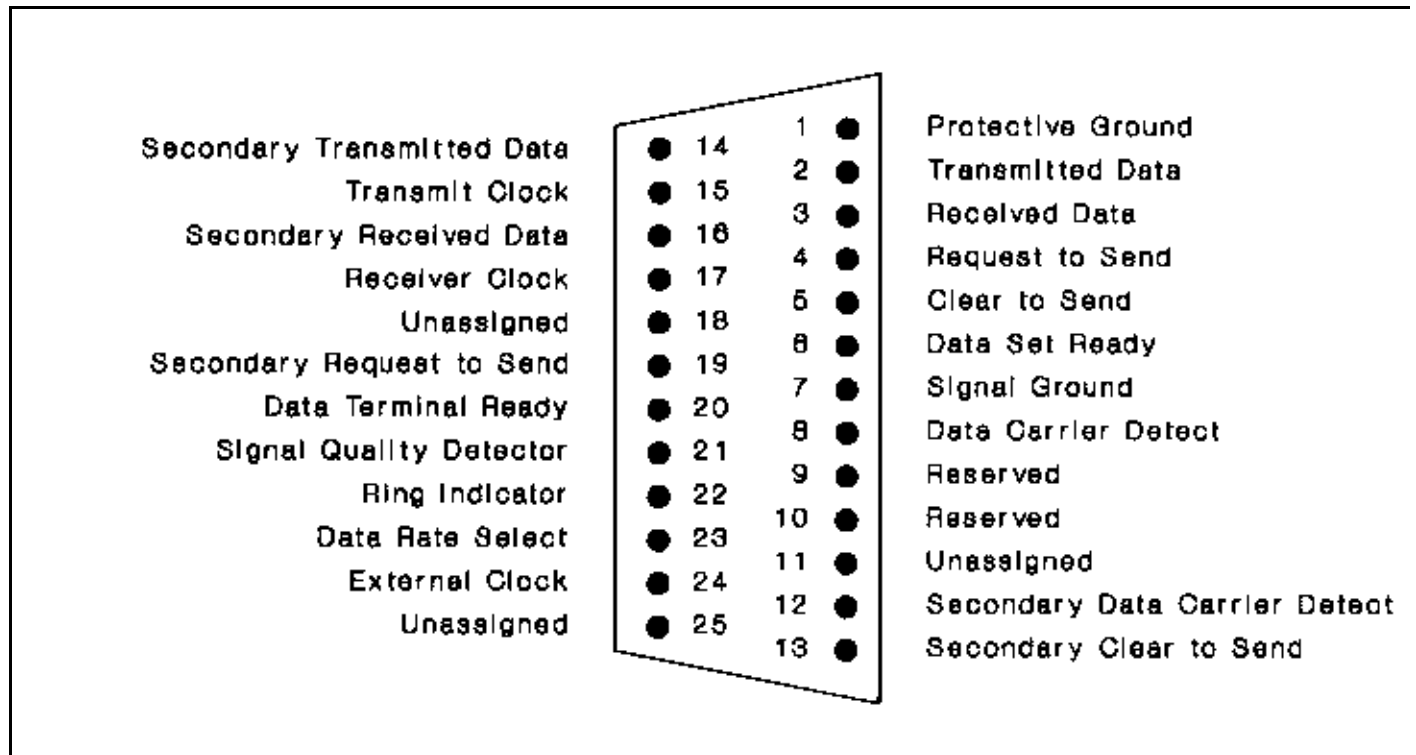 Secondary Transmitted Data 14
Transmit Clock 15
Secondary Received Data 16
Receiver Clock 17
Unassigned 18
Secondary Request to Send 19
Data Terminal Ready 20
Signal Quality Detector 21
Ring Indicator 22
Data Rate Select 23
External Clock 24
Unassigned 25
1 Protective Ground
2 Transmitted Data
3 Received Data
4 Request to Send
5 Clear to Send
6 Data Set Ready
7 Signal Ground
8 Data Carrier Detect
9 Reserved
10 Reserved
11 Unassigned
12 Secondary Data Carrier Detect
13 Secondary Clear to Send